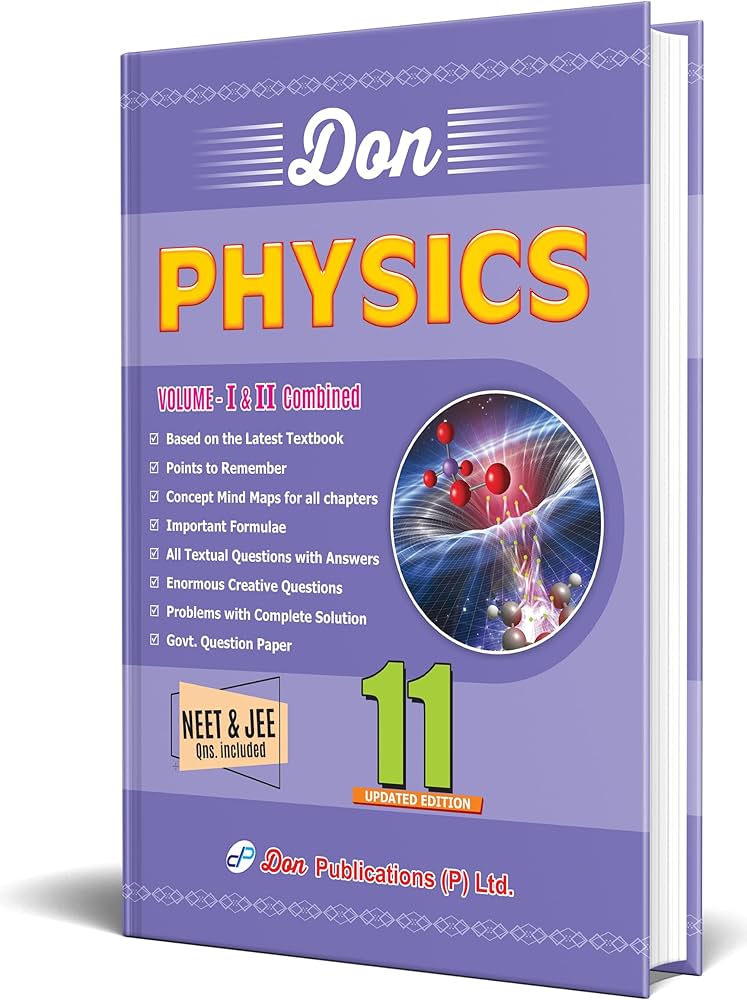 Don
PHYSICS
VOLUME - I & II Combined
☑ Based on the Latest Textbook
☑ Points to Remember
☑ Concept Mind Maps for all chapters
☑ Important Formulae
☑ All Textual Questions with Answers
☑ Enormous Creative Questions
☑ Problems with Complete Solution
☑ Govt. Question Paper
NEET & JEE
Qns. included
11
UPDATED EDITION
dP Don Publications (P) Ltd.